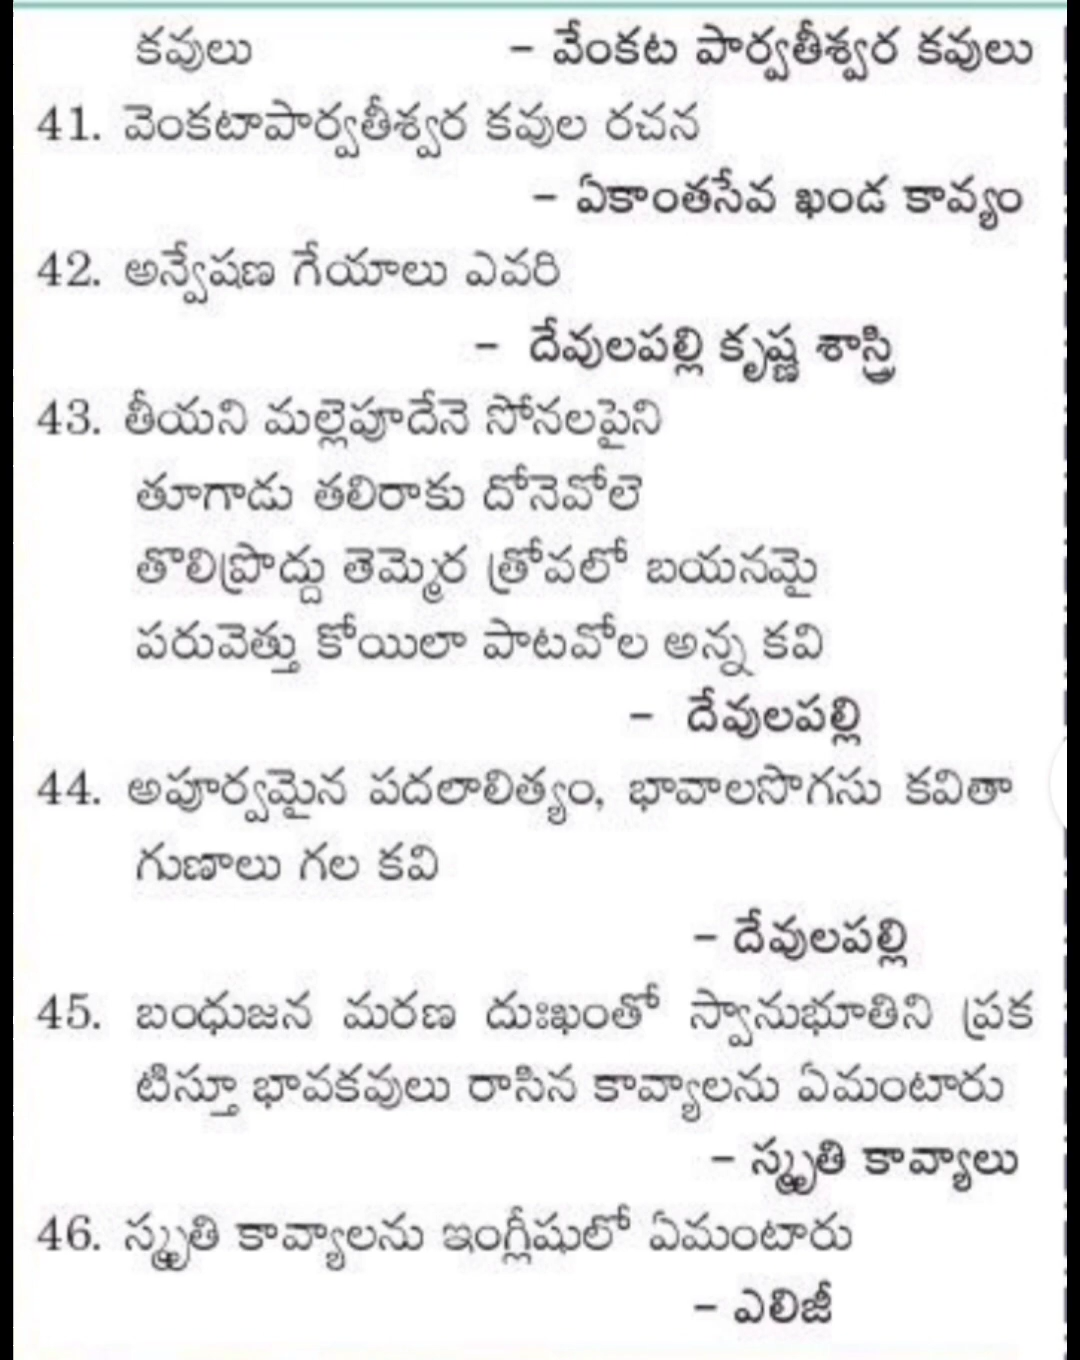 కవులు – వేంకట పార్వతీశ్వర కవులు
41. వెంకటాపార్వతీశ్వర కవుల రచన
– ఏకాంతసేవ ఖండ కావ్యం
42. అన్వేషణ గేయాలు ఎవరి
– దేవులపల్లి కృష్ణ శాస్త్రి
43. తీయని మల్లెపూదేనె సోనలపైని
తూగాడు తలిరాకు దోనెవోలె
తొలిప్రొద్దు తెమ్మెర త్రోవలో బయనమై
పరువెత్తు కోయిలా పాటవోల అన్న కవి
– దేవులపల్లి
44. అపూర్వమైన పదలాలిత్యం, భావాలసొగసు కవితా
గుణాలు గల కవి
– దేవులపల్లి
45. బంధుజన మరణ దుఃఖంతో స్వానుభూతిని ప్రక
టిస్తూ భావకవులు రాసిన కావ్యాలను ఏమంటారు
– స్మృతి కావ్యాలు
46. స్మృతి కావ్యాలను ఇంగ్లీషులో ఏమంటారు
– ఎలిజీ